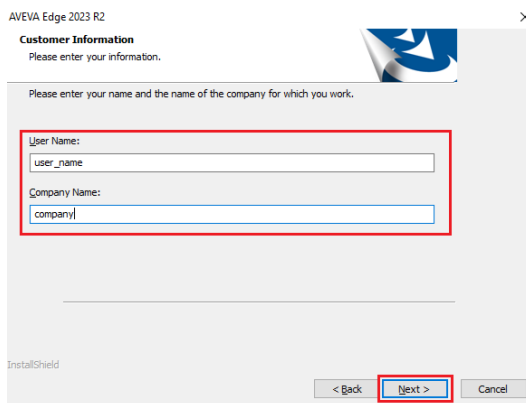 AVEVA Edge 2023 R2
Customer Information
Please enter your information.
Please enter your name and the name of the company for which you work.
User Name:
user_name
Company Name:
company
InstallShield
< Back Next > Cancel